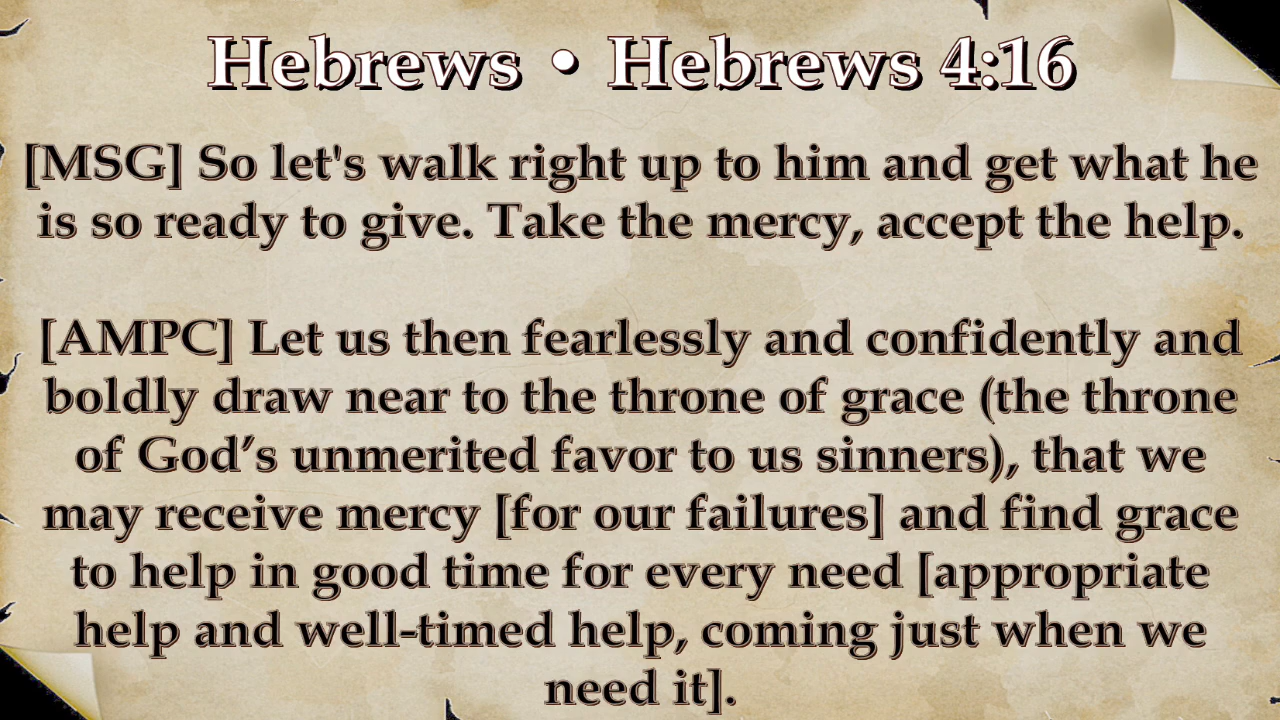 Hebrews • Hebrews 4:16
[MSG] So let's walk right up to him and get what he
is so ready to give. Take the mercy, accept the help.
[AMPC] Let us then fearlessly and confidently and
boldly draw near to the throne of grace (the throne
of God’s unmerited favor to us sinners), that we
may receive mercy [for our failures] and find grace
to help in good time for every need [appropriate
help and well-timed help, coming just when we
need it].